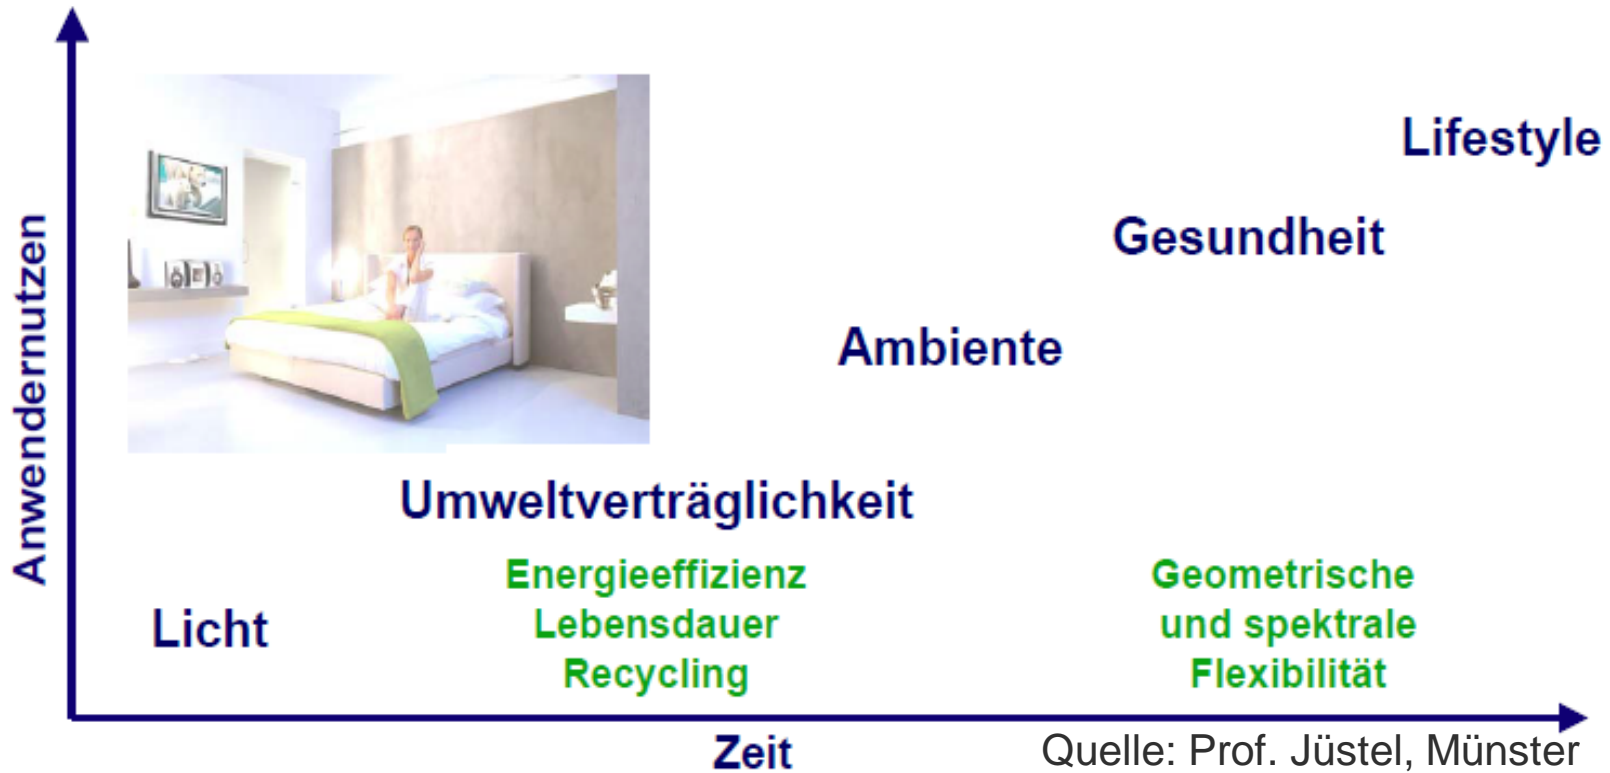 Lifestyle
Gesundheit
Ambiente
Umweltverträglichkeit
Licht
Energieeffizienz
Lebensdauer
Recycling
Geometrische
und spektrale
Flexibilität
Anwendernutzen
Zeit
Quelle: Prof. Jüstel, Münster